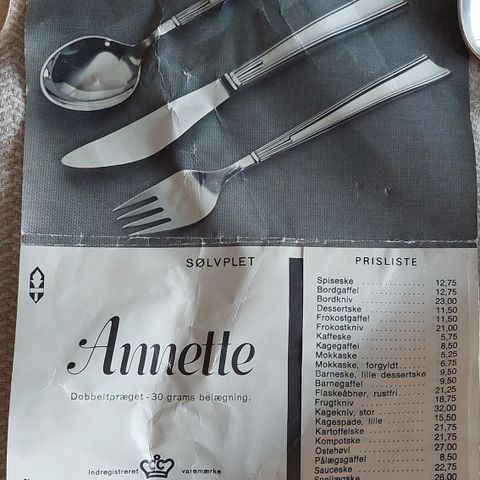 SØLVPLET
Annette
Dobbeltpræget - 30 grams belægning.
Indregistreret CC varemærke
PRISLISTE
Spiseske .......... 12,75
Bordgaffel .......... 12,75
Bordkniv .......... 23,00
Dessertske .......... 11,50
Frokostgaffel .......... 11,50
Frokostkniv .......... 21,00
Kaffeske .......... 5,75
Kagegaffel .......... 8,50
Mokkaske .......... 5,25
Mokkaske, forgyldt .... 6,75
Barneske, lille dessertske 9,50
Barnegaffel .......... 9,50
Flaskeåbner, rustfri .... 21,25
Frugtkniv .......... 18,75
Kagekniv, stor .......... 32,00
Kagespade, lille .......... 15,50
Kartoffelske .......... 21,75
Kompotske .......... 21,75
Ostehøvl .......... 27,00
Pålægsgaffel .......... 8,50
Sauceske .......... 22,75
26,00